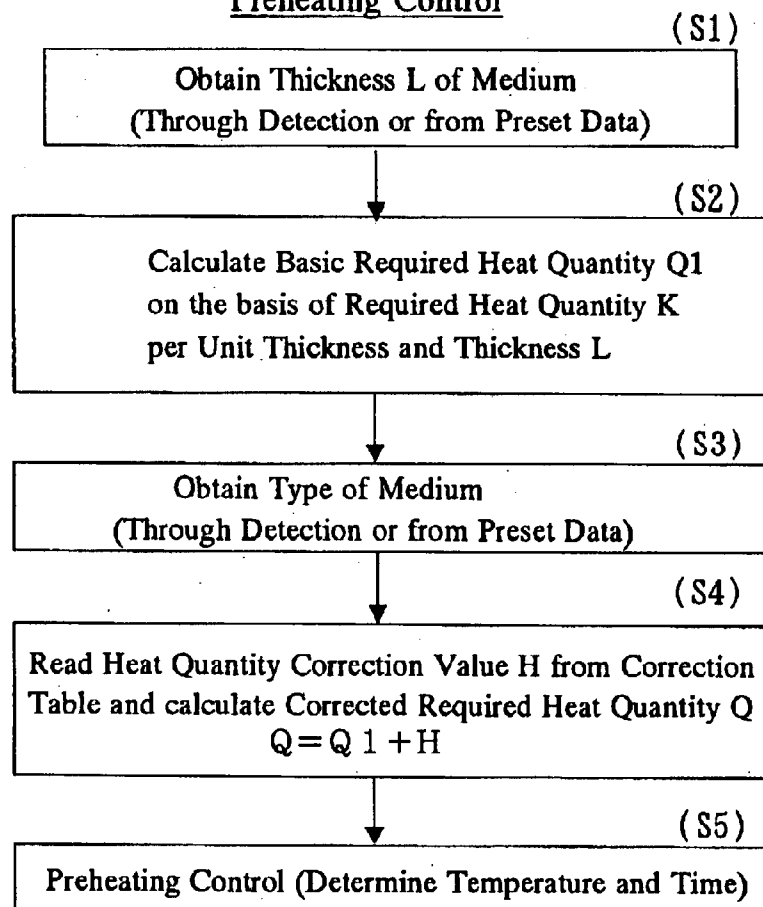 Preheating Control
(S1)
Obtain Thickness L of Medium
(Through Detection or from Preset Data)
(S2)
Calculate Basic Required Heat Quantity Q1
on the basis of Required Heat Quantity K
per Unit Thickness and Thickness L
(S3)
Obtain Type of Medium
(Through Detection or from Preset Data)
(S4)
Read Heat Quantity Correction Value H from Correction
Table and calculate Corrected Required Heat Quantity Q
Q=Q1+H
(S5)
Preheating Control (Determine Temperature and Time)